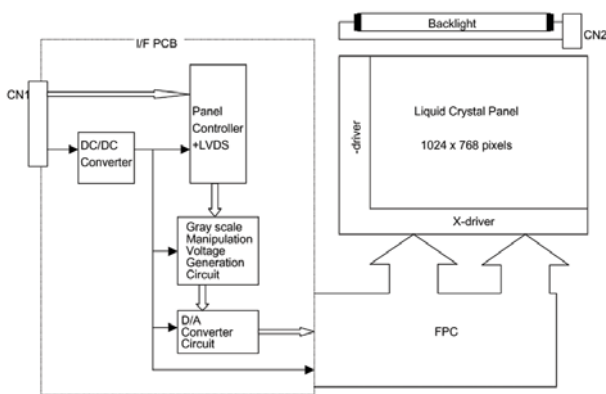 I/F PCB
Backlight
CN2
CN1
Panel
Controller
+LVDS
DC/DC
Converter
Liquid Crystal Panel
1024 x 768 pixels
-driver
X-driver
Gray scale
Manipulation
Voltage
Generation
Circuit
D/A
Converter
Circuit
FPC